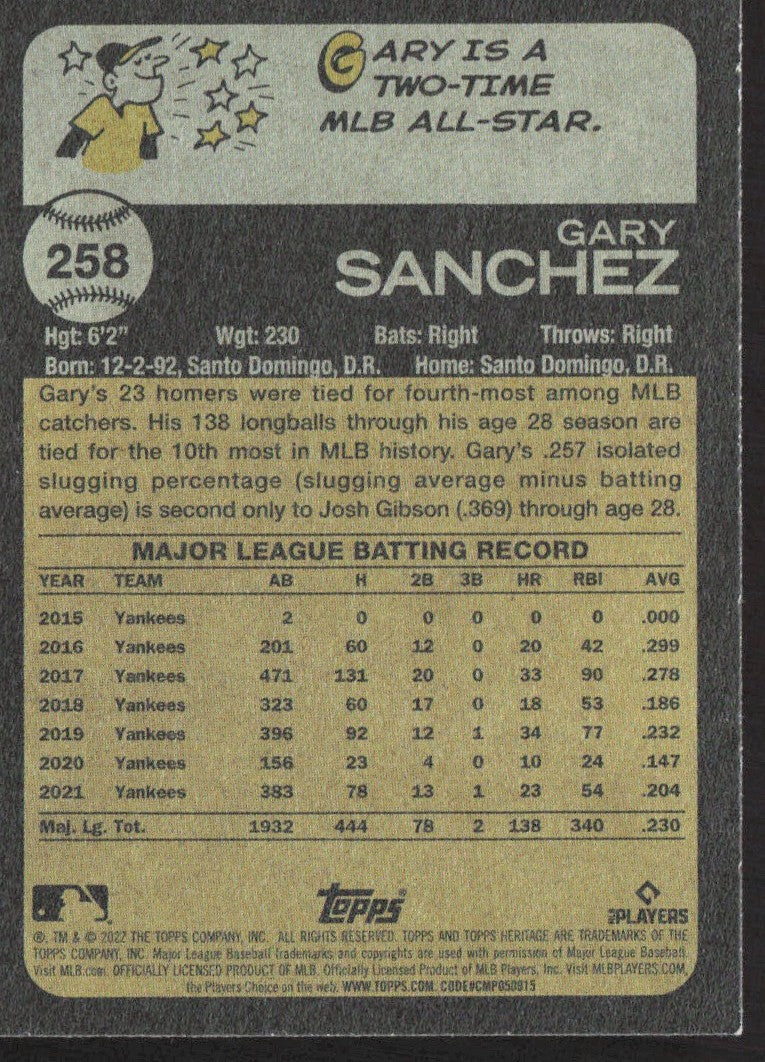 GARY IS A
TWO-TIME
MLB ALL-STAR.
258
GARY
SANCHEZ
Hgt: 6'2" Wgt: 230 Bats: Right Throws: Right
Born: 12-2-92, Santo Domingo, D.R. Home: Santo Domingo, D.R.
Gary's 23 homers were tied for fourth-most among MLB
catchers. His 138 longballs through his age 28 season are
tied for the 10th most in MLB history. Gary's .257 isolated
slugging percentage (slugging average minus batting
average) is second only to Josh Gibson (.369) through age 28.
MAJOR LEAGUE BATTING RECORD
YEAR TEAM AB H 2B 3B HR RBI AVG
2015 Yankees 2 0 0 0 0 0 .000
2016 Yankees 201 60 12 0 20 42 .299
2017 Yankees 471 131 20 0 33 90 .278
2018 Yankees 323 60 17 0 18 53 .186
2019 Yankees 396 92 12 1 34 77 .232
2020 Yankees 156 23 4 0 10 24 .147
2021 Yankees 383 78 13 1 23 54 .204
Maj. Lg. Tot. 1932 444 78 2 138 340 .230
Topps®
MLB PLAYERS
®, TM & © 2022 THE TOPPS COMPANY, INC. ALL RIGHTS RESERVED. TOPPS AND TOPPS HERITAGE ARE TRADEMARKS OF THE
TOPPS COMPANY, INC. Major League Baseball trademarks and copyrights are used with permission of Major League Baseball.
Visit MLB.com. OFFICIALLY LICENSED PRODUCT OF MLB. Officially Licensed Product of MLB Players, Inc. Visit MLBPLAYERS.COM,
the Players Choice on the web. WWW.TOPPS.COM. CODE#CMP050915